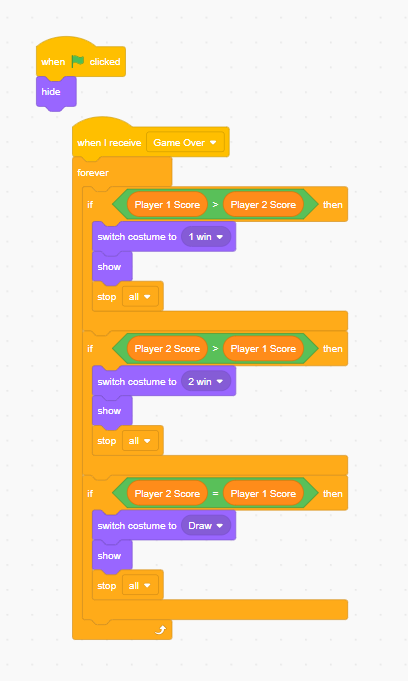 when clicked
hide
when I receive Game Over
forever
if Player 1 Score > Player 2 Score then
switch costume to 1 win
show
stop all
if Player 2 Score > Player 1 Score then
switch costume to 2 win
show
stop all
if Player 2 Score = Player 1 Score then
switch costume to Draw
show
stop all